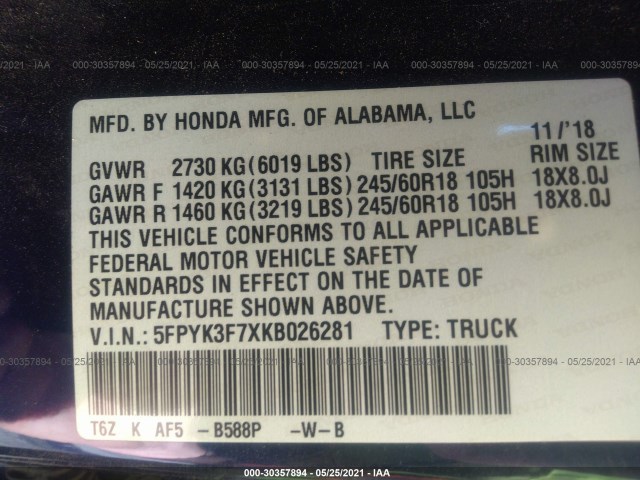 000-30357894 - 05/25/2021 - IAA
MFD. BY HONDA MFG. OF ALABAMA, LLC
11/'18
GVWR 2730 KG (6019 LBS) TIRE SIZE RIM SIZE
GAWR F 1420 KG (3131 LBS) 245/60R18 105H 18X8.0J
GAWR R 1460 KG (3219 LBS) 245/60R18 105H 18X8.0J
THIS VEHICLE CONFORMS TO ALL APPLICABLE
FEDERAL MOTOR VEHICLE SAFETY
STANDARDS IN EFFECT ON THE DATE OF
MANUFACTURE SHOWN ABOVE.
V.I.N.: 5FPYK3F7XKB026281 TYPE: TRUCK
T6Z K AF5 -B588P -W-B
000-30357894 - 05/25/2021 - IAA